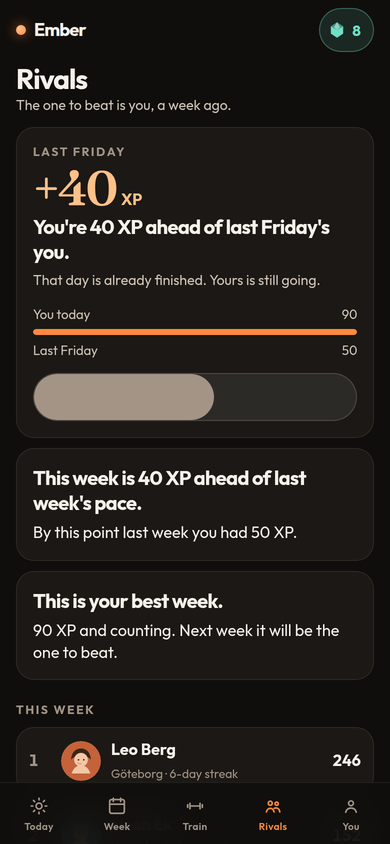 Ember
8
Rivals
The one to beat is you, a week ago.
LAST FRIDAY
+40 XP
You're 40 XP ahead of last Friday's
you.
That day is already finished. Yours is still going.
You today 90
Last Friday 50
This week is 40 XP ahead of last
week's pace.
By this point last week you had 50 XP.
This is your best week.
90 XP and counting. Next week it will be the
one to beat.
THIS WEEK
1 Leo Berg 246
Göteborg · 6-day streak
Today Week Train Rivals You